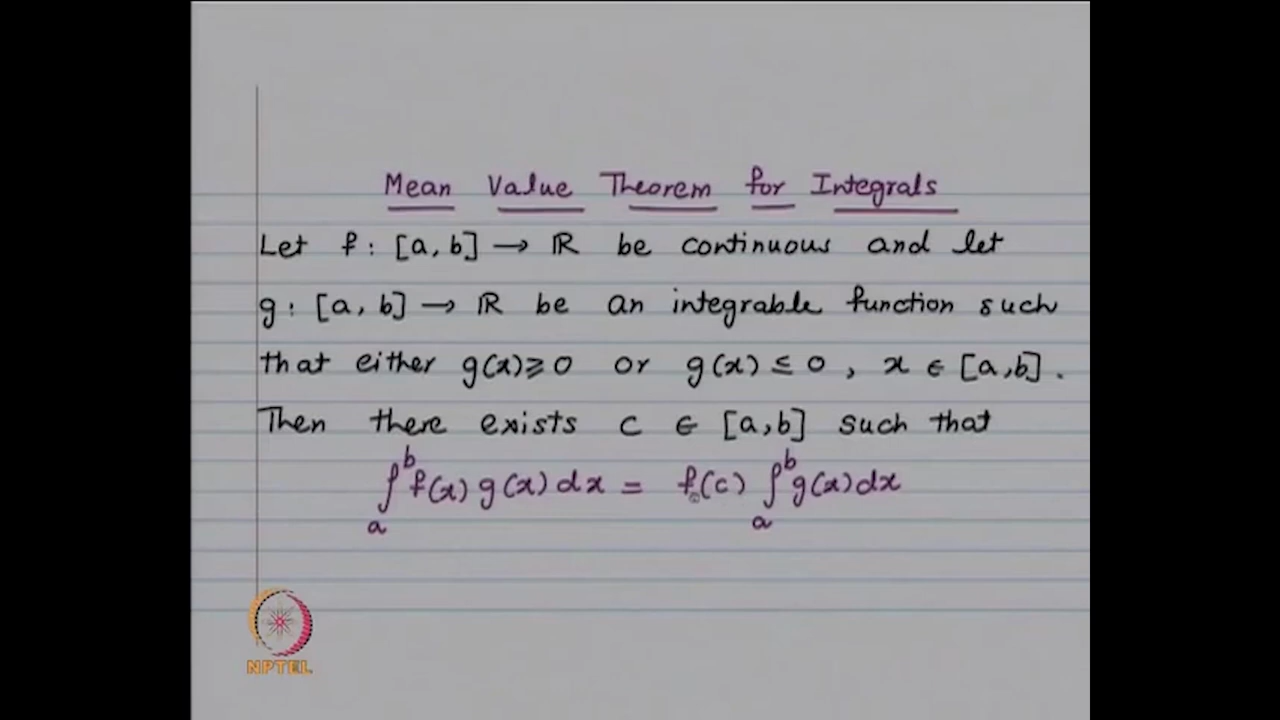 Mean Value Theorem for Integrals
Let f : [a, b] → ℝ be continuous and let
g : [a, b] → ℝ be an integrable function such
that either g(x) ⩾ 0 or g(x) ≤ 0 , x ∈ [a,b] .
Then there exists c ∈ [a,b] such that
∫_a^b f(x) g(x) dx = f(c) ∫_a^b g(x) dx
NPTEL